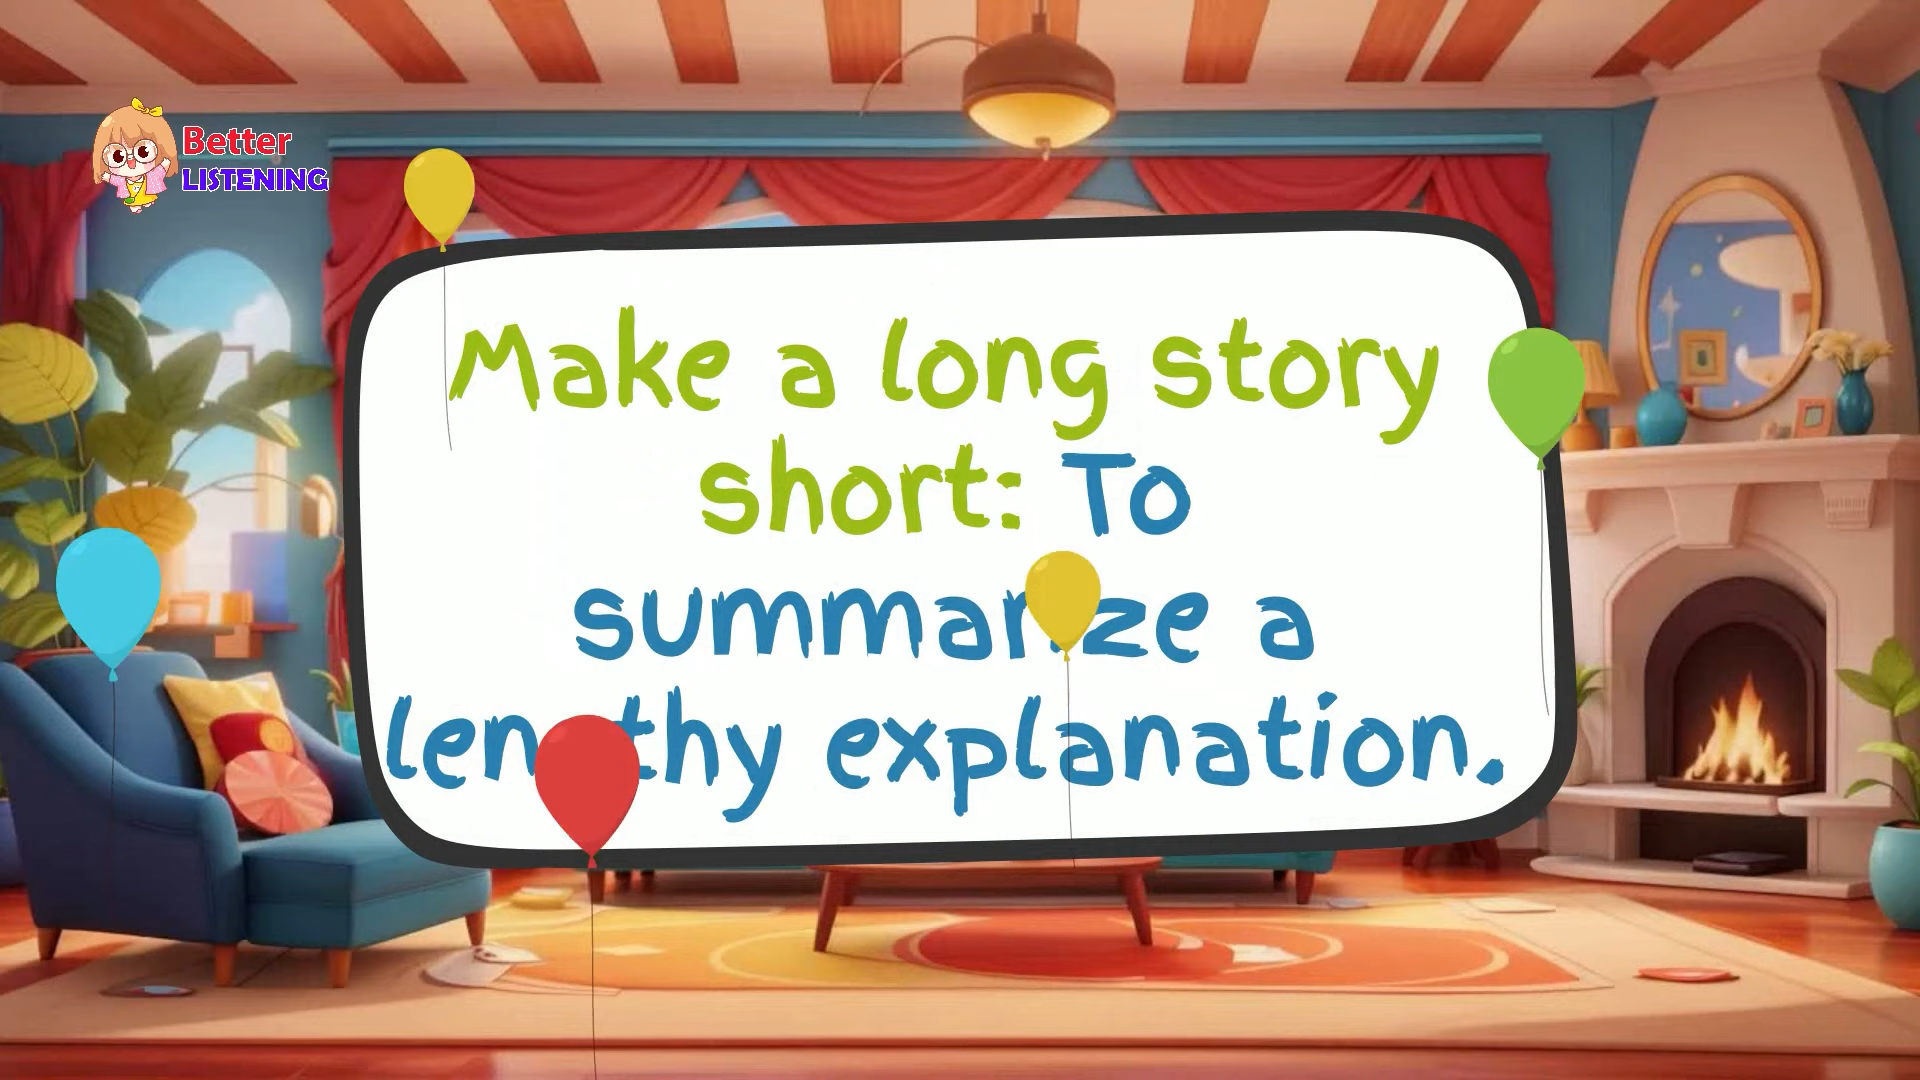 Better
LISTENING
Make a long story
short: To
summarize a
lengthy explanation.